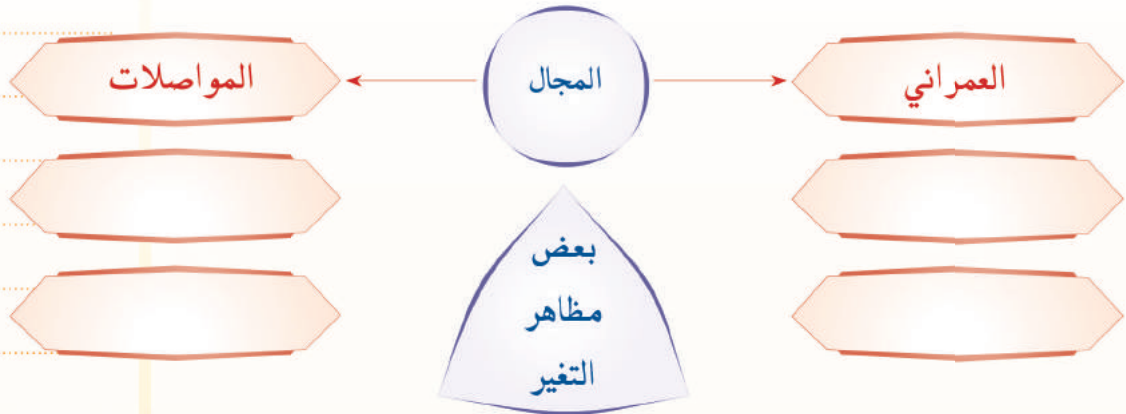 العمراني
المجال
المواصلات
بعض
مظاهر
التغير